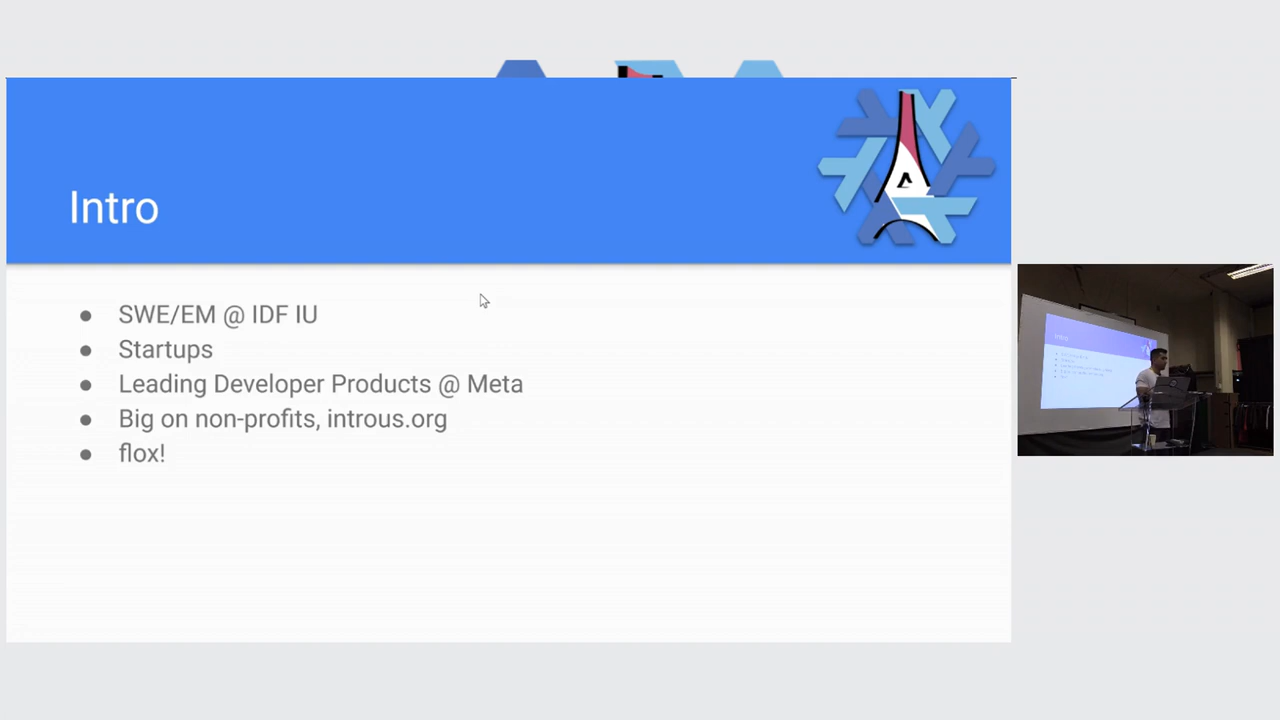 Intro
● SWE/EM @ IDF IU
● Startups
● Leading Developer Products @ Meta
● Big on non-profits, introus.org
● flox!